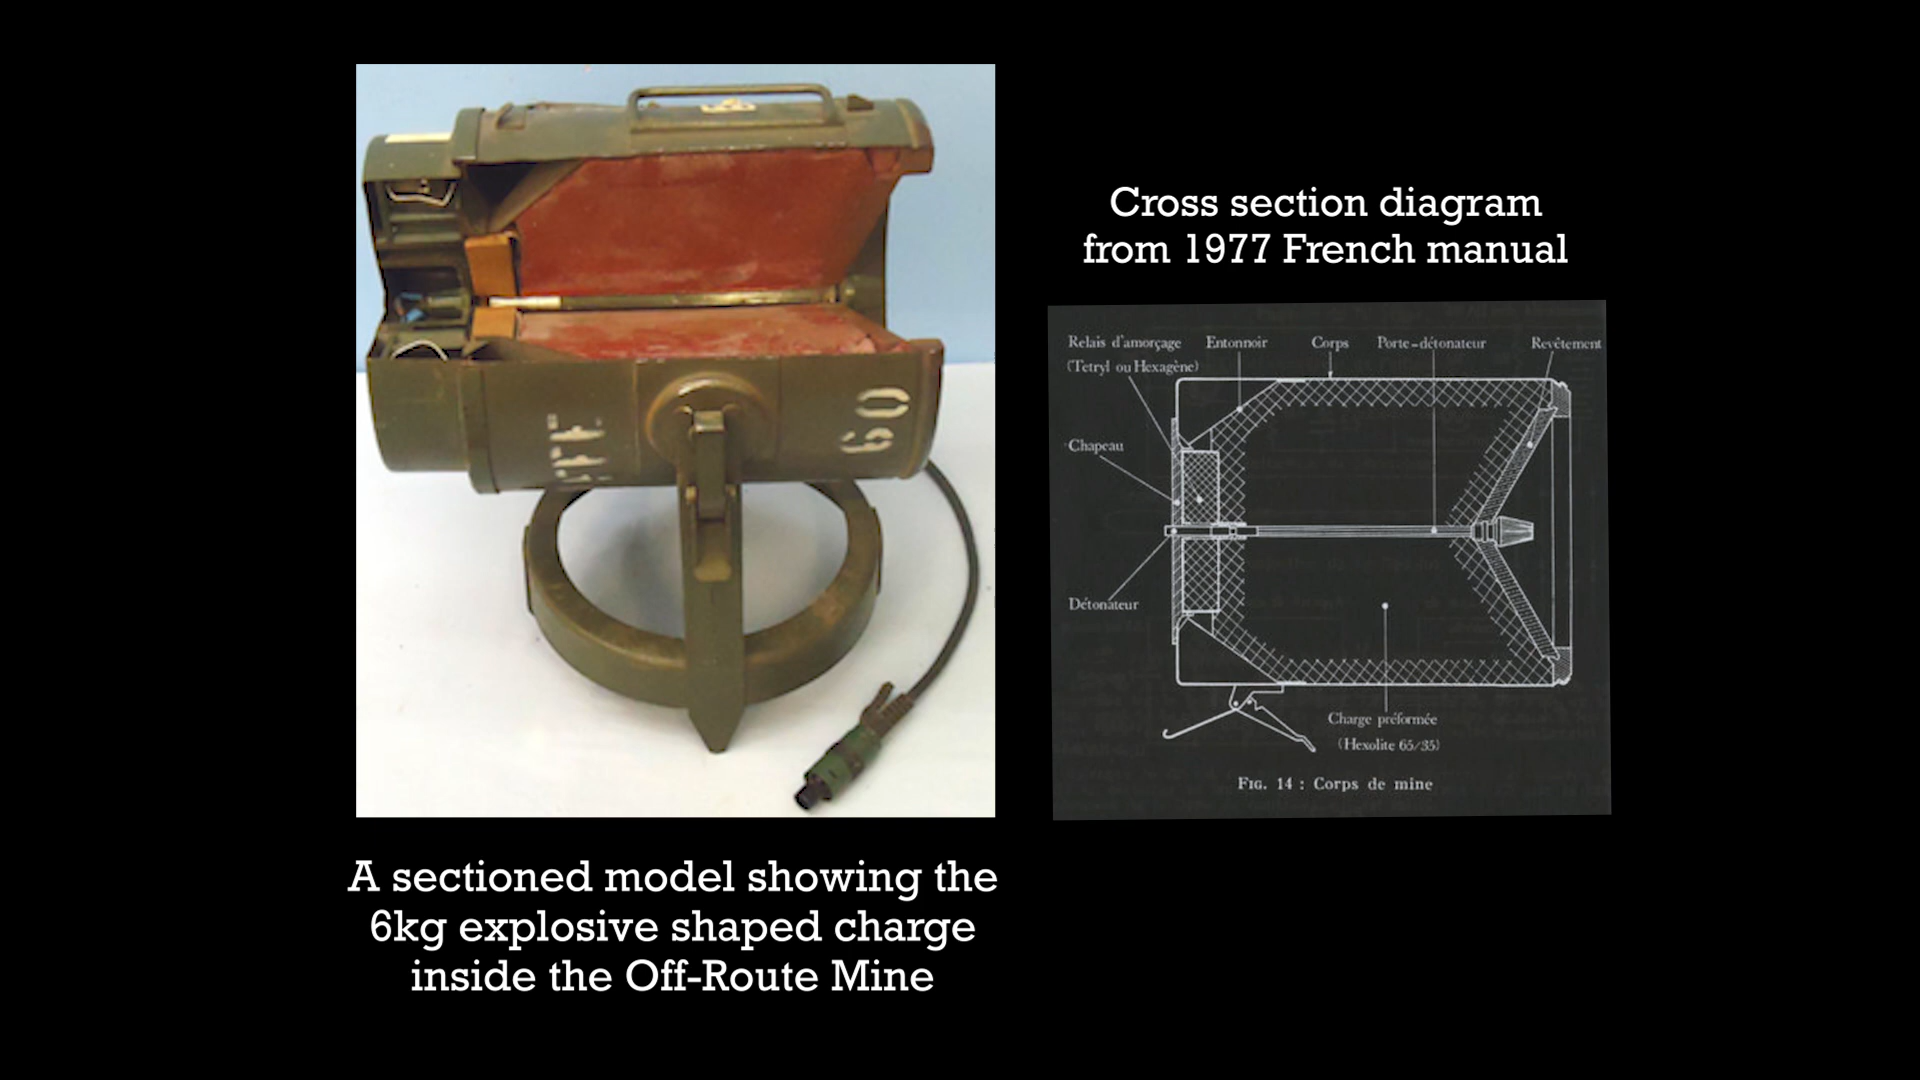 A sectioned model showing the
6kg explosive shaped charge
inside the Off-Route Mine
Cross section diagram
from 1977 French manual
Relais d'amorçage
(Tetryl ou Hexagène)
Entonnoir
Corps
Porte-détonateur
Revêtement
Chapeau
Détonateur
Charge préformée
(Hexolite 65/35)
FIG. 14 : Corps de mine
60